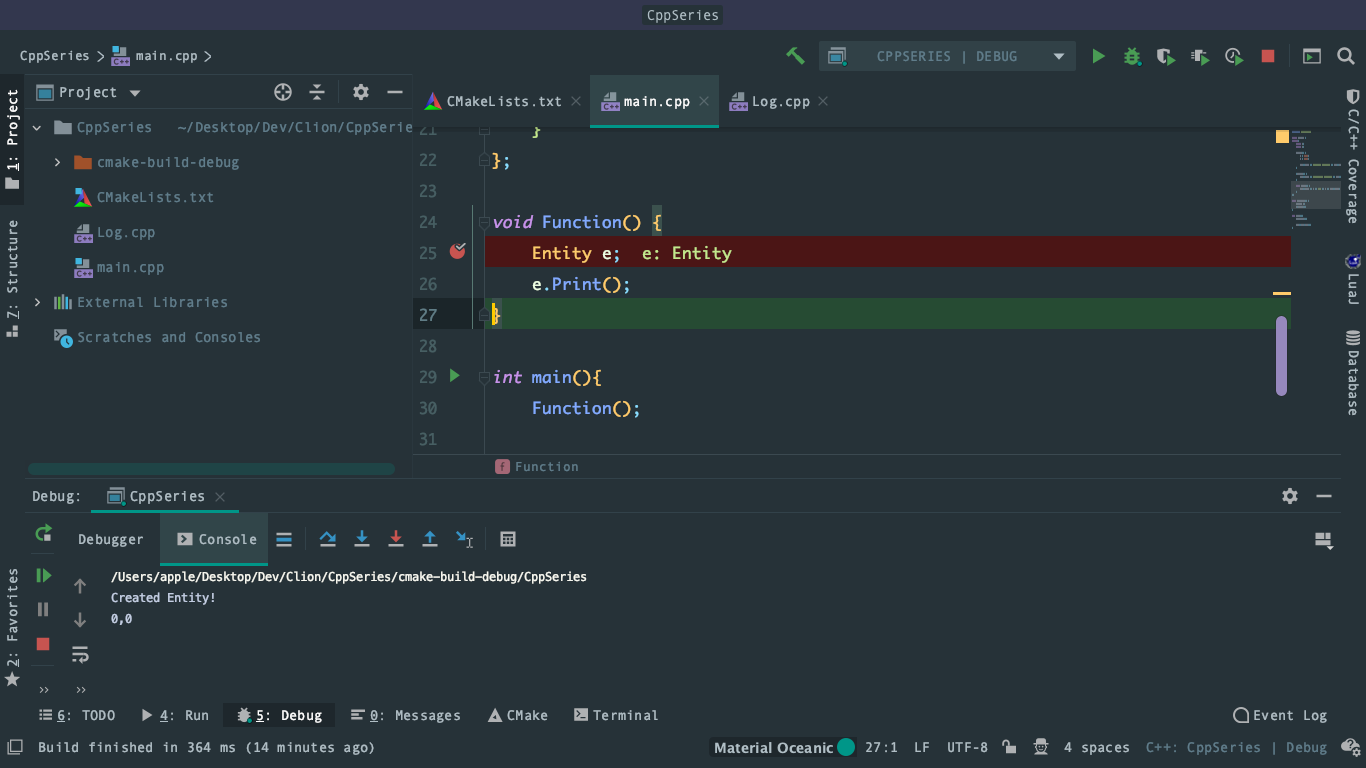 CppSeries
CppSeries > main.cpp >
CPPSERIES | DEBUG
1: Project
Z: Structure
2: Favorites
Project
CppSeries ~/Desktop/Dev/Clion/CppSerie
cmake-build-debug
CMakeLists.txt
Log.cpp
main.cpp
External Libraries
Scratches and Consoles
CMakeLists.txt
main.cpp
Log.cpp
21 }
22 };
23
24 void Function() {
25 Entity e; e: Entity
26 e.Print();
27 }
28
29 int main(){
30 Function();
31
f Function
C/C++ Coverage
LuaJ
Database
Debug: CppSeries
Debugger
Console
/Users/apple/Desktop/Dev/Clion/CppSeries/cmake-build-debug/CppSeries
Created Entity!
0,0
6: TODO
4: Run
5: Debug
0: Messages
CMake
Terminal
Event Log
Build finished in 364 ms (14 minutes ago)
Material Oceanic
27:1
LF
UTF-8
4 spaces
C++: CppSeries | Debug